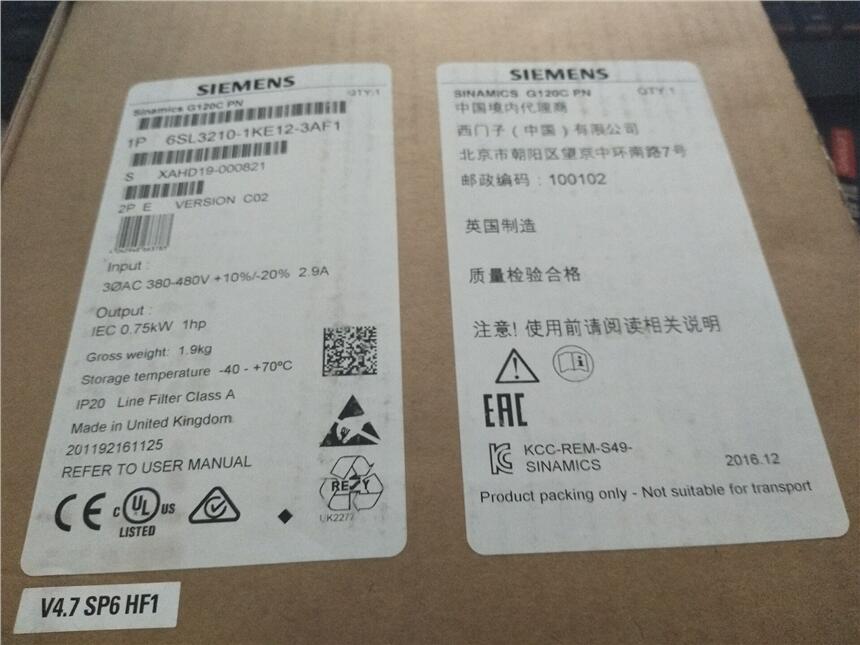 SIEMENS
Sinamics G120C PN QTY:1
1P 6SL3210-1KE12-3AF1
S XAHD19-000821
2P E VERSION C02
Input :
3ØAC 380-480V +10%/-20% 2.9A
Output :
IEC 0.75kW 1hp
Gross weight: 1.9kg
Storage temperature -40 - +70ºC
IP20 Line Filter Class A
Made in United Kingdom
201192161125
REFER TO USER MANUAL
CE C UL US
LISTED
RE Y
UK2277
V4.7 SP6 HF1
SIEMENS
SINAMICS G120C PN QTY:1
中国境内代理商
西门子（中国）有限公司
北京市朝阳区望京中环南路7号
邮政编码：100102
英国制造
质量检验合格
注意! 使用前请阅读相关说明
EAC
KCC-REM-S49-
SINAMICS
2016.12
Product packing only - Not suitable for transport